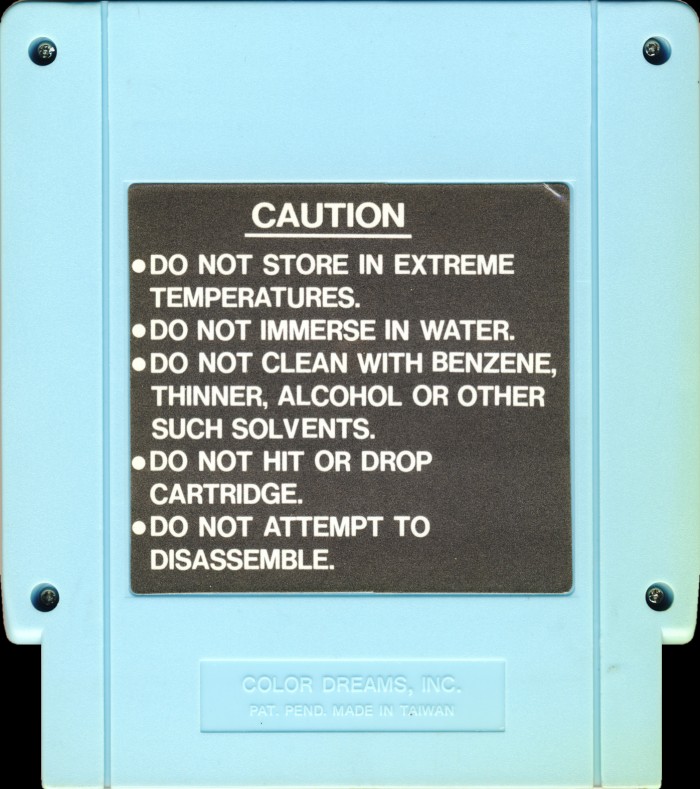 CAUTION
●DO NOT STORE IN EXTREME
TEMPERATURES.
●DO NOT IMMERSE IN WATER.
●DO NOT CLEAN WITH BENZENE,
THINNER, ALCOHOL OR OTHER
SUCH SOLVENTS.
●DO NOT HIT OR DROP
CARTRIDGE.
●DO NOT ATTEMPT TO
DISASSEMBLE.
COLOR DREAMS, INC.
PAT. PEND. MADE IN TAIWAN